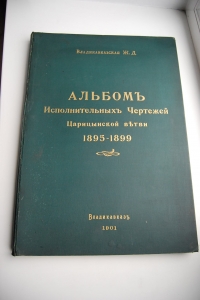 Владикавказская Ж. Д.
АЛЬБОМЪ
Исполнительныхъ Чертежей
Царицынской вѣтви
1895-1899
Владикавказъ
1901